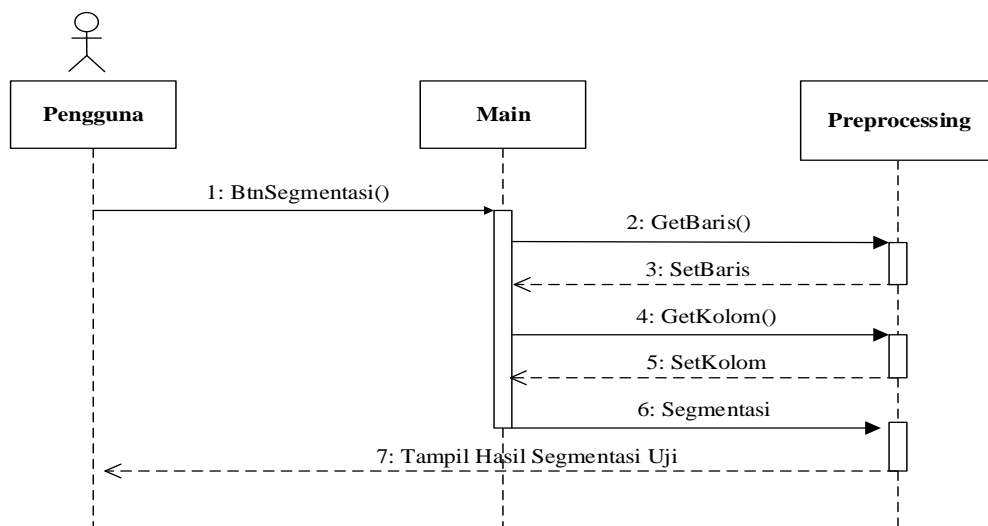 Pengguna
Main
Preprocessing
1: BtnSegmentasi()
2: GetBaris()
3: SetBaris
4: GetKolom()
5: SetKolom
6: Segmentasi
7: Tampil Hasil Segmentasi Uji